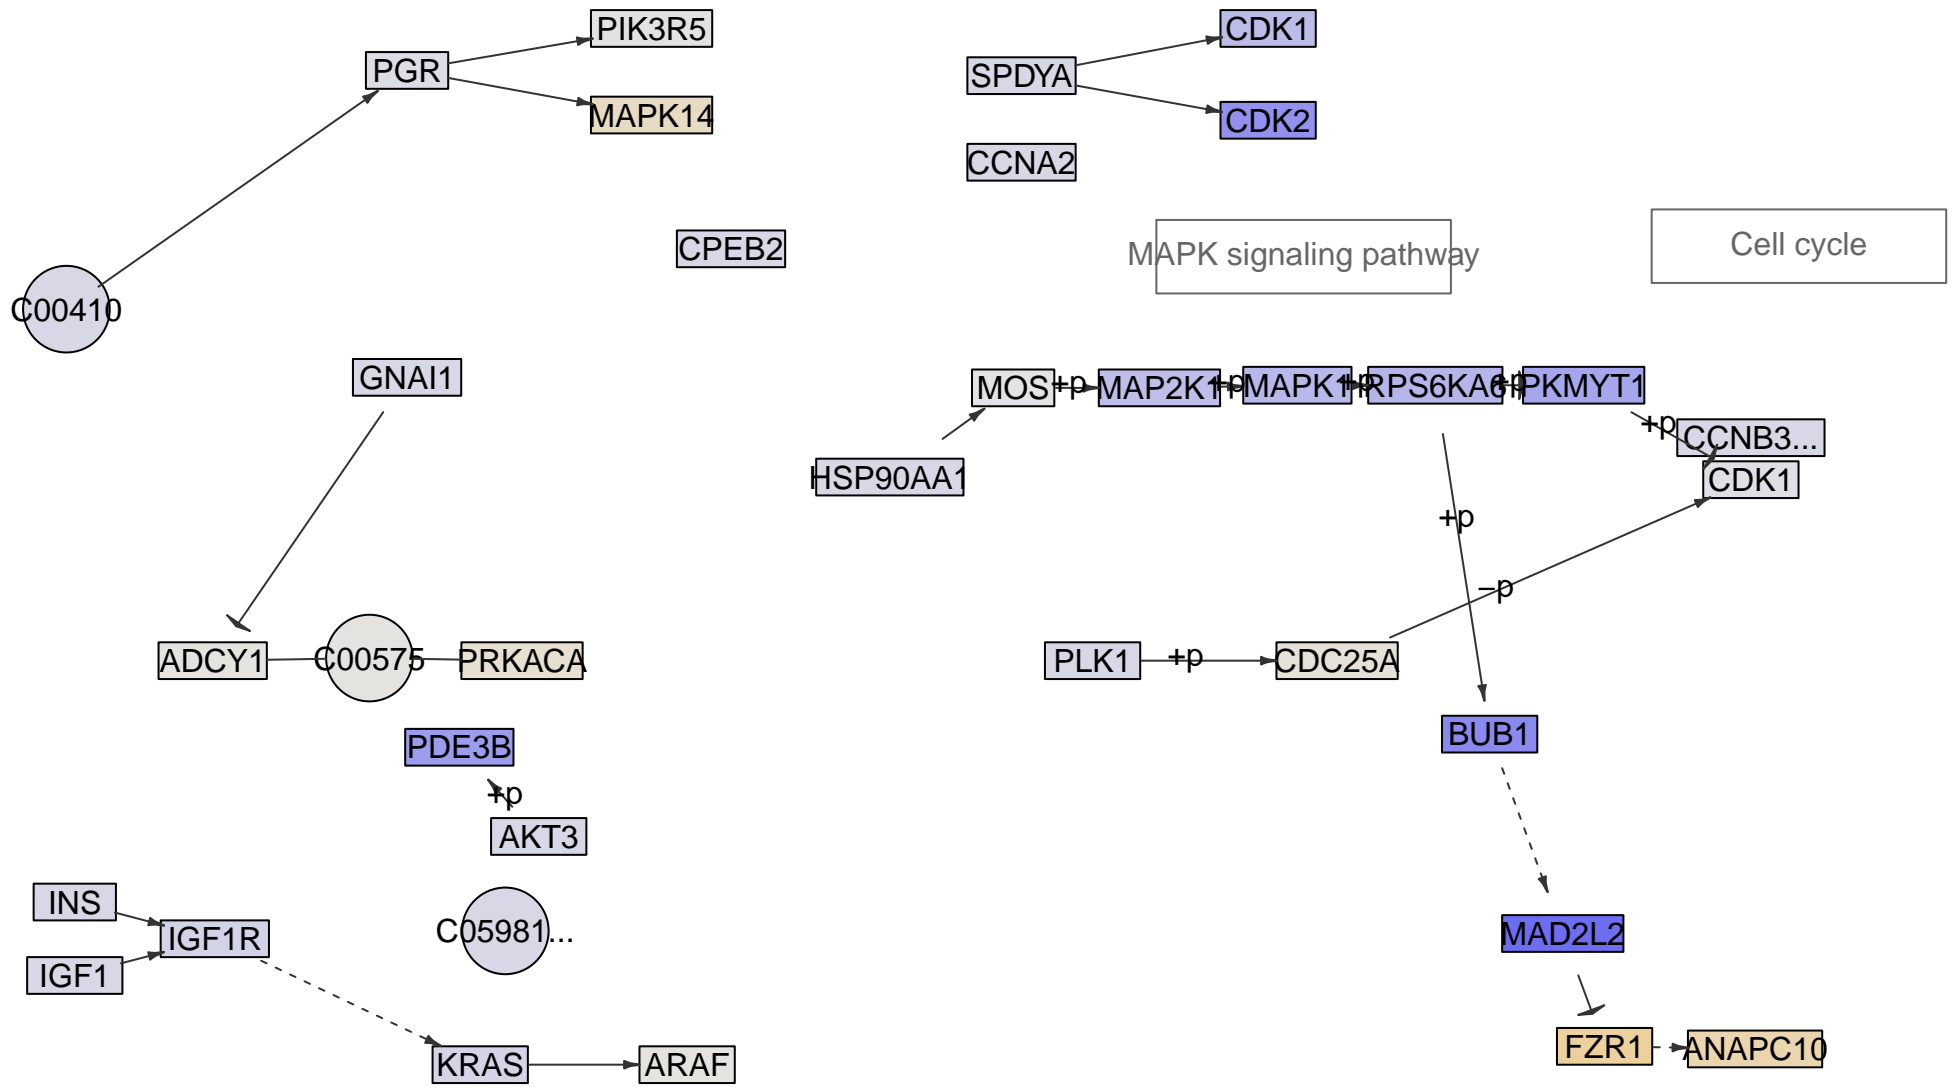 PIK3R5
CDK1
PGR
SPDYA
MAPK14
CDK2
CCNA2
CPEB2
MAPK signaling pathway
Cell cycle
C00410
GNAI1
MOS
+p
MAP2K1
+p
MAPK1
+p
RPS6KA6
+p
PKMYT1
+p
CCNB3...
HSP90AA1
CDK1
+p
−p
ADCY1
C00575
PRKACA
PLK1
+p
CDC25A
BUB1
PDE3B
+p
AKT3
INS
IGF1R
C05981...
MAD2L2
IGF1
FZR1
ANAPC10
KRAS
ARAF